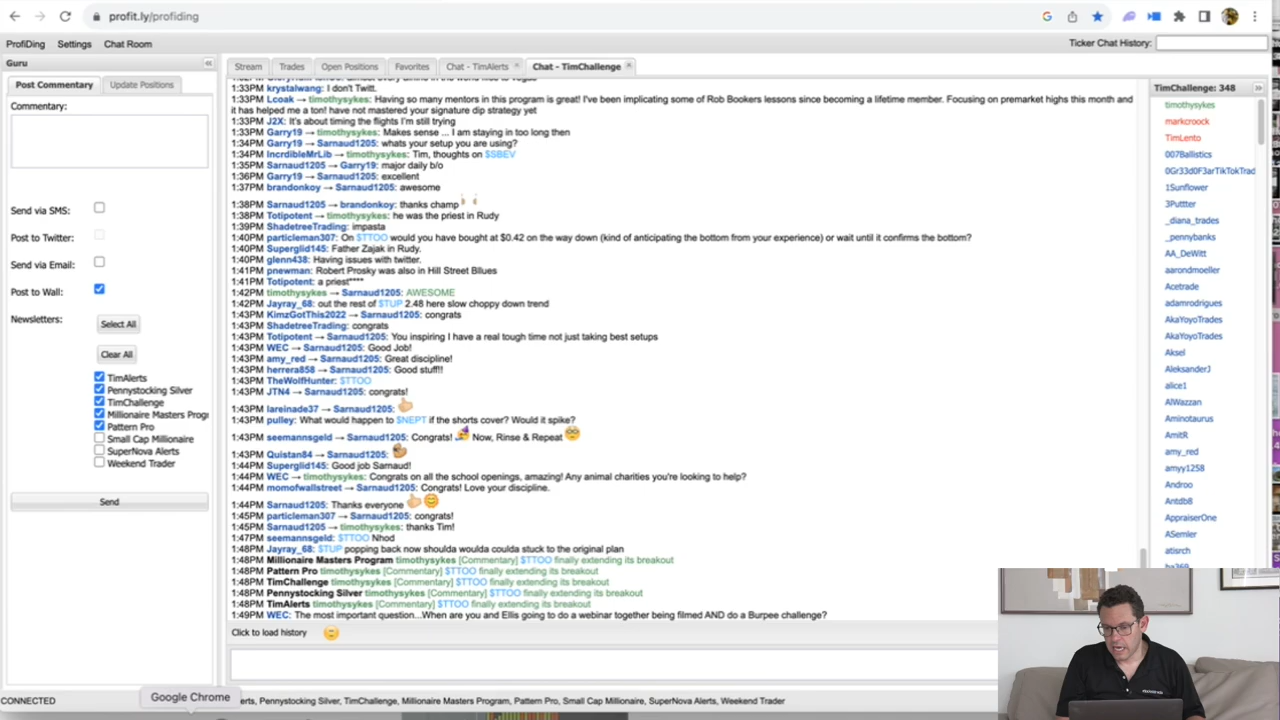 profit.ly/profiding
ProfiDing Settings Chat Room
Ticker Chat History:
Guru
Post Commentary Update Positions
Commentary:
Send via SMS:
Post to Twitter:
Send via Email:
Post to Wall:
Newsletters:
Select All
Clear All
TimAlerts
Pennystocking Silver
TimChallenge
Millionaire Masters Progr
Pattern Pro
Small Cap Millionaire
SuperNova Alerts
Weekend Trader
Send
Stream Trades Open Positions Favorites Chat - TimAlerts Chat - TimChallenge
1:33PM krystalwang: I don't Twitt.
1:33PM Lcoak → timothysykes: Having so many mentors in this program is great! I've been implicating some of Rob Bookers lessons since becoming a lifetime member. Focusing on premarket highs this month and
it has helped me a ton! have not mastered your signature dip strategy yet
1:33PM J2X: It's about timing the flights I'm still trying
1:33PM Garry19 → timothysykes: Makes sense ... I am staying in too long then
1:34PM Garry19 → Sarnaud1205: whats your setup you are using?
1:34PM IncrdibleMrLib → timothysykes: Tim, thoughts on $SBEV
1:35PM Sarnaud1205 → Garry19: major daily b/o
1:36PM Garry19 → Sarnaud1205: excellent
1:37PM brandonkoy → Sarnaud1205: awesome
1:38PM Sarnaud1205 → brandonkoy: thanks champ
1:38PM Totipotent → timothysykes: he was the priest in Rudy
1:39PM ShadetreeTrading: impasta
1:40PM particleman307: On $TTOO would you have bought at $0.42 on the way down (kind of anticipating the bottom from your experience) or wait until it confirms the bottom?
1:40PM Superglid145: Father Zajak in Rudy.
1:40PM glenn438: Having issues with twitter.
1:41PM pnewman: Robert Prosky was also in Hill Street Blues
1:41PM Totipotent: a priest****
1:42PM timothysykes → Sarnaud1205: AWESOME
1:42PM Jayray_68: out the rest of $TUP 2.48 here slow choppy down trend
1:43PM KimzGotThis2022 → Sarnaud1205: congrats
1:43PM ShadetreeTrading: congrats
1:43PM Totipotent → Sarnaud1205: You inspiring I have a real tough time not just taking best setups
1:43PM WEC → Sarnaud1205: Good Job!
1:43PM amy_red → Sarnaud1205: Great discipline!
1:43PM herrera858 → Sarnaud1205: Good stuff!!
1:43PM TheWolfHunter: $TTOO
1:43PM JTN4 → Sarnaud1205: congrats!
1:43PM lareinade37 → Sarnaud1205:
1:43PM pulley: What would happen to $NEPT if the shorts cover? Would it spike?
1:43PM seemannsgeld → Sarnaud1205: Congrats! Now, Rinse & Repeat
1:43PM Quistan84 → Sarnaud1205:
1:44PM Superglid145: Good job Sarnaud!
1:44PM WEC → timothysykes: Congrats on all the school openings, amazing! Any animal charities you're looking to help?
1:44PM momofwallstreet → Sarnaud1205: Congrats! Love your discipline.
1:44PM Sarnaud1205: Thanks everyone
1:45PM particleman307 → Sarnaud1205: congrats!
1:45PM Sarnaud1205 → timothysykes: thanks Tim!
1:47PM seemannsgeld: $TTOO Nhod
1:48PM Jayray_68: $TUP popping back now shoulda woulda coulda stuck to the original plan
1:48PM Millionaire Masters Program timothysykes [Commentary] $TTOO finally extending its breakout
1:48PM Pattern Pro timothysykes [Commentary] $TTOO finally extending its breakout
1:48PM TimChallenge timothysykes [Commentary] $TTOO finally extending its breakout
1:48PM Pennystocking Silver timothysykes [Commentary] $TTOO finally extending its breakout
1:48PM TimAlerts timothysykes [Commentary] $TTOO finally extending its breakout
1:49PM WEC: The most important question...When are you and Ellis going to do a webinar together being filmed AND do a Burpee challenge?
Click to load history
TimChallenge: 348
timothysykes
markcroock
TimLento
007Ballistics
0Gr33d0F3arTikTokTrad
1Sunflower
3Puttter
_diana_trades
_pennybanks
AA_DeWitt
aarondmoeller
Acetrade
adamrodrigues
AkaYoyoTrades
AkaYoyoTrades
Aksel
AleksanderJ
alice1
AlWazzan
Aminotaurus
AmitR
amy_red
amyy1258
Androo
Antdb8
AppraiserOne
ASemler
atisrch
CONNECTED
Google Chrome
erts, Pennystocking Silver, TimChallenge, Millionaire Masters Program, Pattern Pro, Small Cap Millionaire, SuperNova Alerts, Weekend Trader